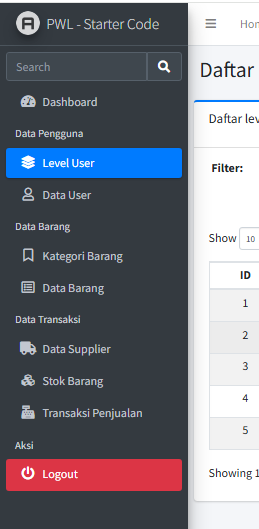 PWL - Starter Code
Search
Dashboard
Data Pengguna
Level User
Data User
Data Barang
Kategori Barang
Data Barang
Data Transaksi
Data Supplier
Stok Barang
Transaksi Penjualan
Aksi
Logout
Hom
Daftar
Daftar lev
Filter:
Show 10
ID
1
2
3
4
5
Showing 1